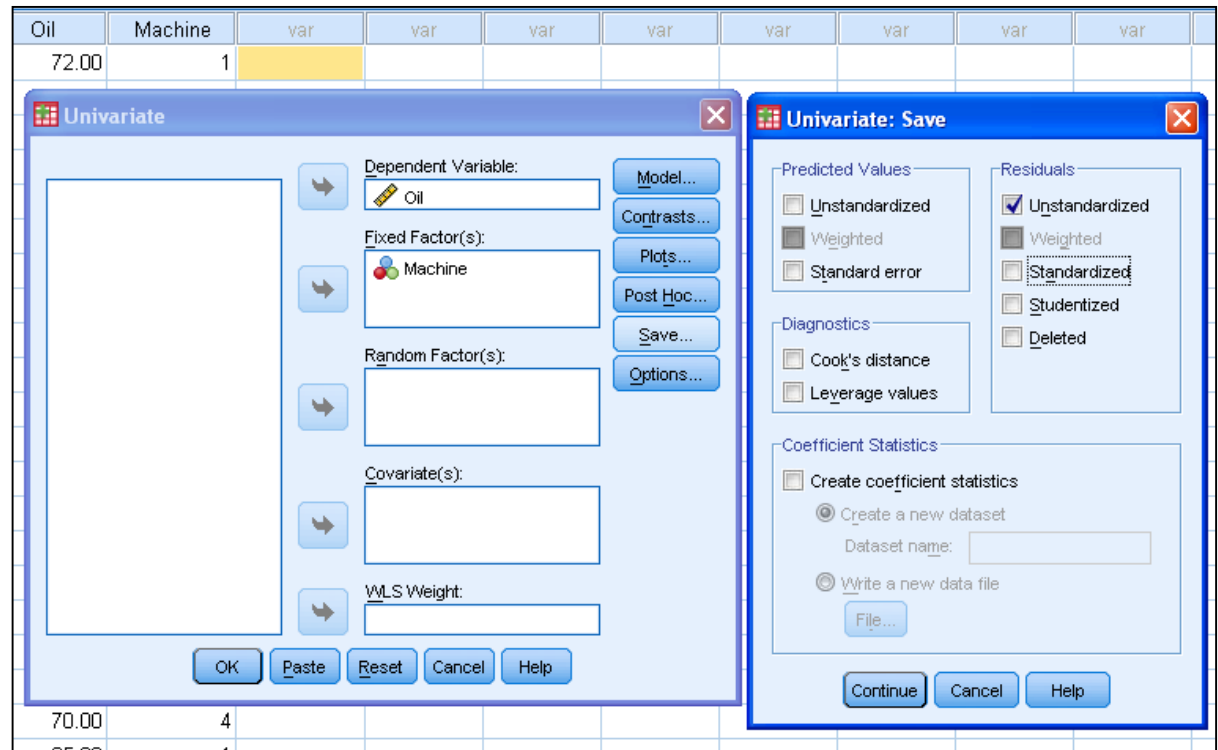 Oil Machine var var var var var var var var
72.00 1
Univariate
Dependent Variable:
Oil
Fixed Factor(s):
Machine
Random Factor(s):
Covariate(s):
WLS Weight:
Model...
Contrasts...
Plots...
Post Hoc...
Save...
Options...
OK Paste Reset Cancel Help
Univariate: Save
Predicted Values
Unstandardized
Weighted
Standard error
Residuals
Unstandardized
Weighted
Standardized
Studentized
Deleted
Diagnostics
Cook's distance
Leverage values
Coefficient Statistics
Create coefficient statistics
Create a new dataset
Dataset name:
Write a new data file
File...
Continue Cancel Help
70.00 4